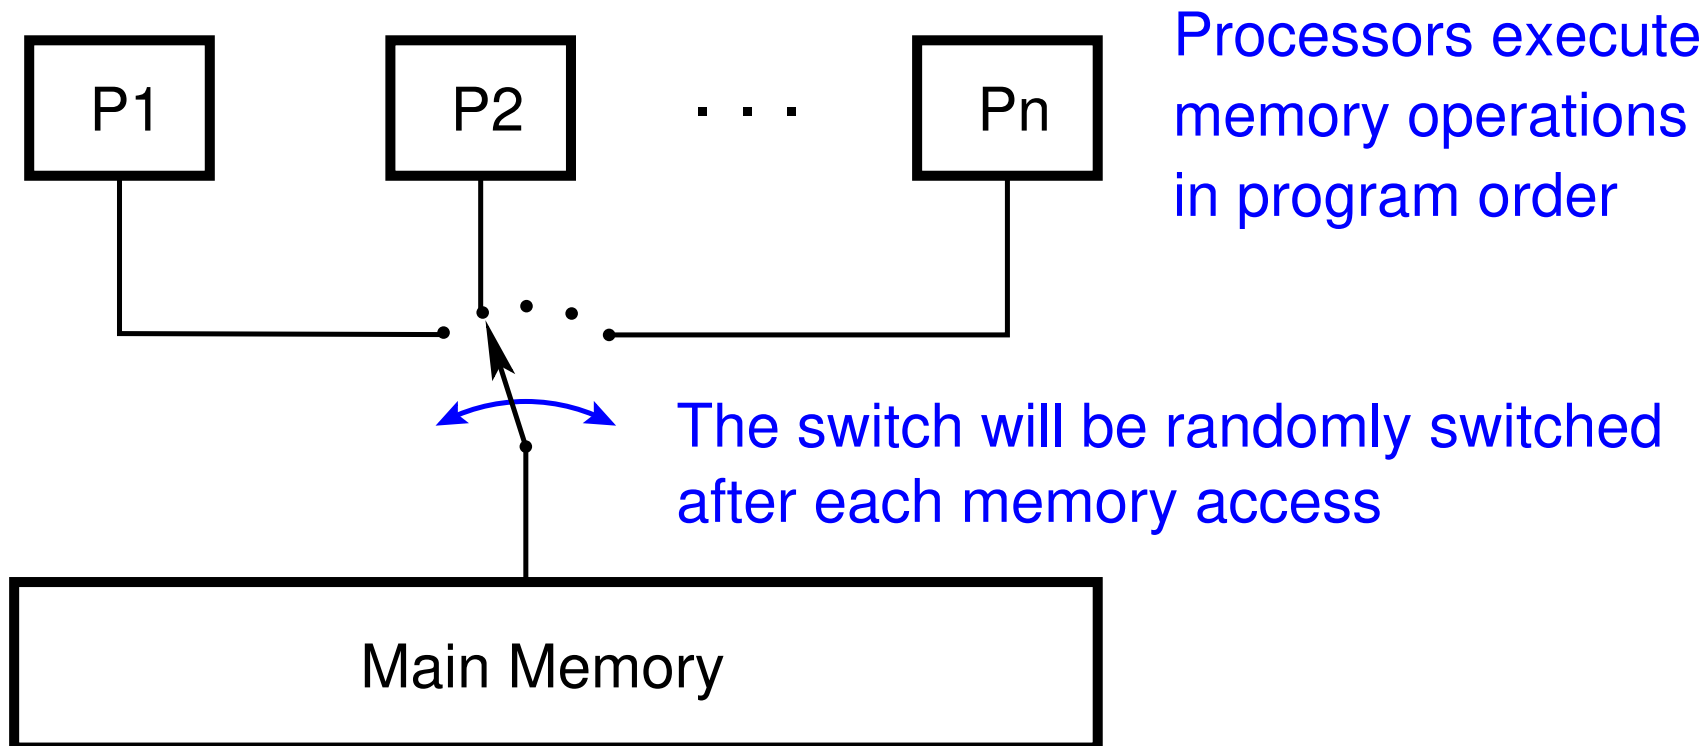 P1
P2
. . .
Pn
Processors execute
memory operations
in program order
The switch will be randomly switched
after each memory access
Main Memory